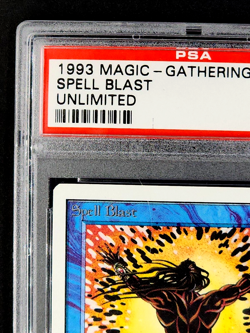 PSA
1993 MAGIC - GATHERING
SPELL BLAST
UNLIMITED
Spell Blast